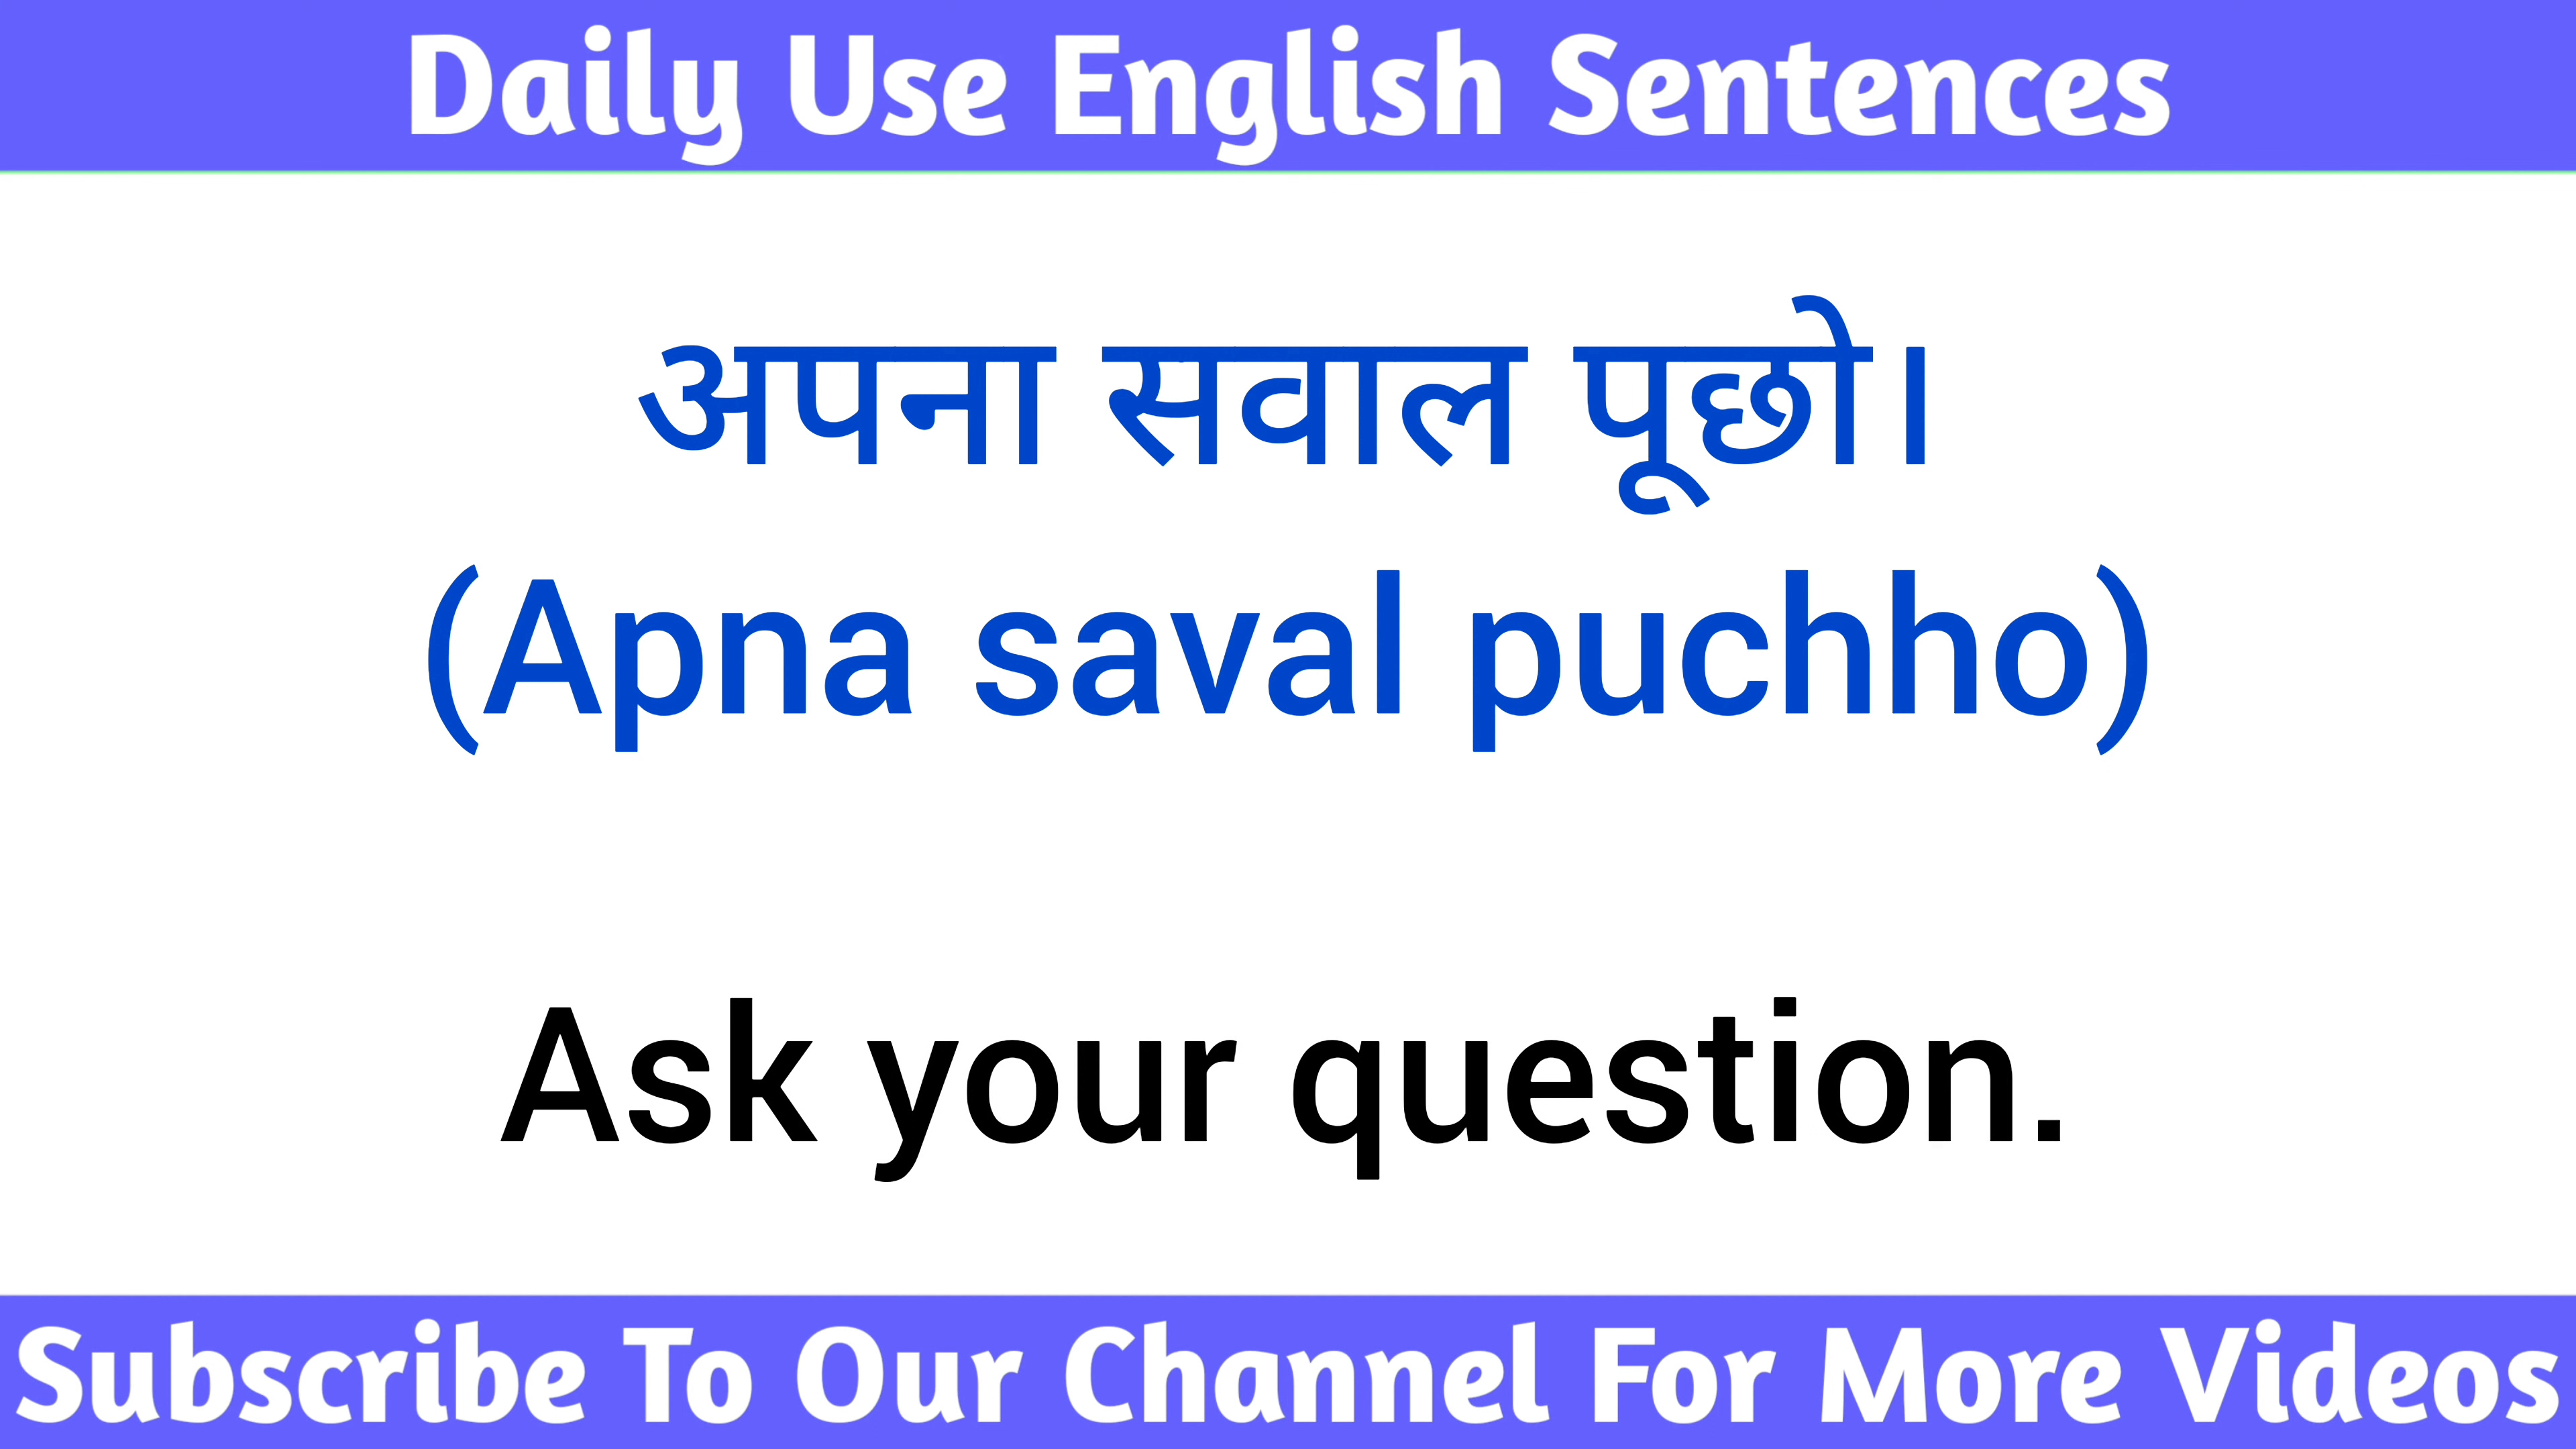 Daily Use English Sentences
अपना सवाल पूछो।
(Apna saval puchho)
Ask your question.
Subscribe To Our Channel For More Videos